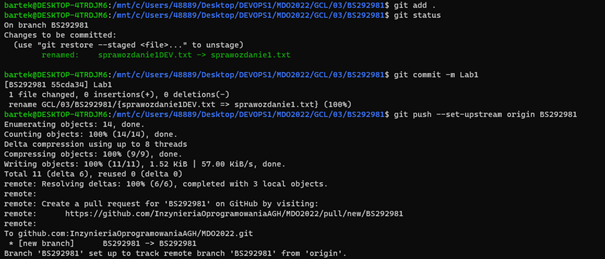 bartek@DESKTOP-4TRDJM6:/mnt/c/Users/48889/Desktop/DEVOPS1/MDO2022/GCL/03/BS292981$ git add .
bartek@DESKTOP-4TRDJM6:/mnt/c/Users/48889/Desktop/DEVOPS1/MDO2022/GCL/03/BS292981$ git status
On branch BS292981
Changes to be committed:
  (use "git restore --staged <file>..." to unstage)
        renamed:    sprawozdanie1DEV.txt -> sprawozdanie1.txt

bartek@DESKTOP-4TRDJM6:/mnt/c/Users/48889/Desktop/DEVOPS1/MDO2022/GCL/03/BS292981$ git commit -m Lab1
[BS292981 55cda34] Lab1
 1 file changed, 0 insertions(+), 0 deletions(-)
 rename GCL/03/BS292981/{sprawozdanie1DEV.txt => sprawozdanie1.txt} (100%)
bartek@DESKTOP-4TRDJM6:/mnt/c/Users/48889/Desktop/DEVOPS1/MDO2022/GCL/03/BS292981$ git push --set-upstream origin BS292981
Enumerating objects: 14, done.
Counting objects: 100% (14/14), done.
Delta compression using up to 8 threads
Compressing objects: 100% (9/9), done.
Writing objects: 100% (11/11), 1.52 KiB | 57.00 KiB/s, done.
Total 11 (delta 6), reused 0 (delta 0)
remote: Resolving deltas: 100% (6/6), completed with 3 local objects.
remote:
remote: Create a pull request for 'BS292981' on GitHub by visiting:
remote:      https://github.com/InzynieriaOprogramowaniaAGH/MDO2022/pull/new/BS292981
remote:
To github.com:InzynieriaOprogramowaniaAGH/MDO2022.git
 * [new branch]      BS292981 -> BS292981
Branch 'BS292981' set up to track remote branch 'BS292981' from 'origin'.